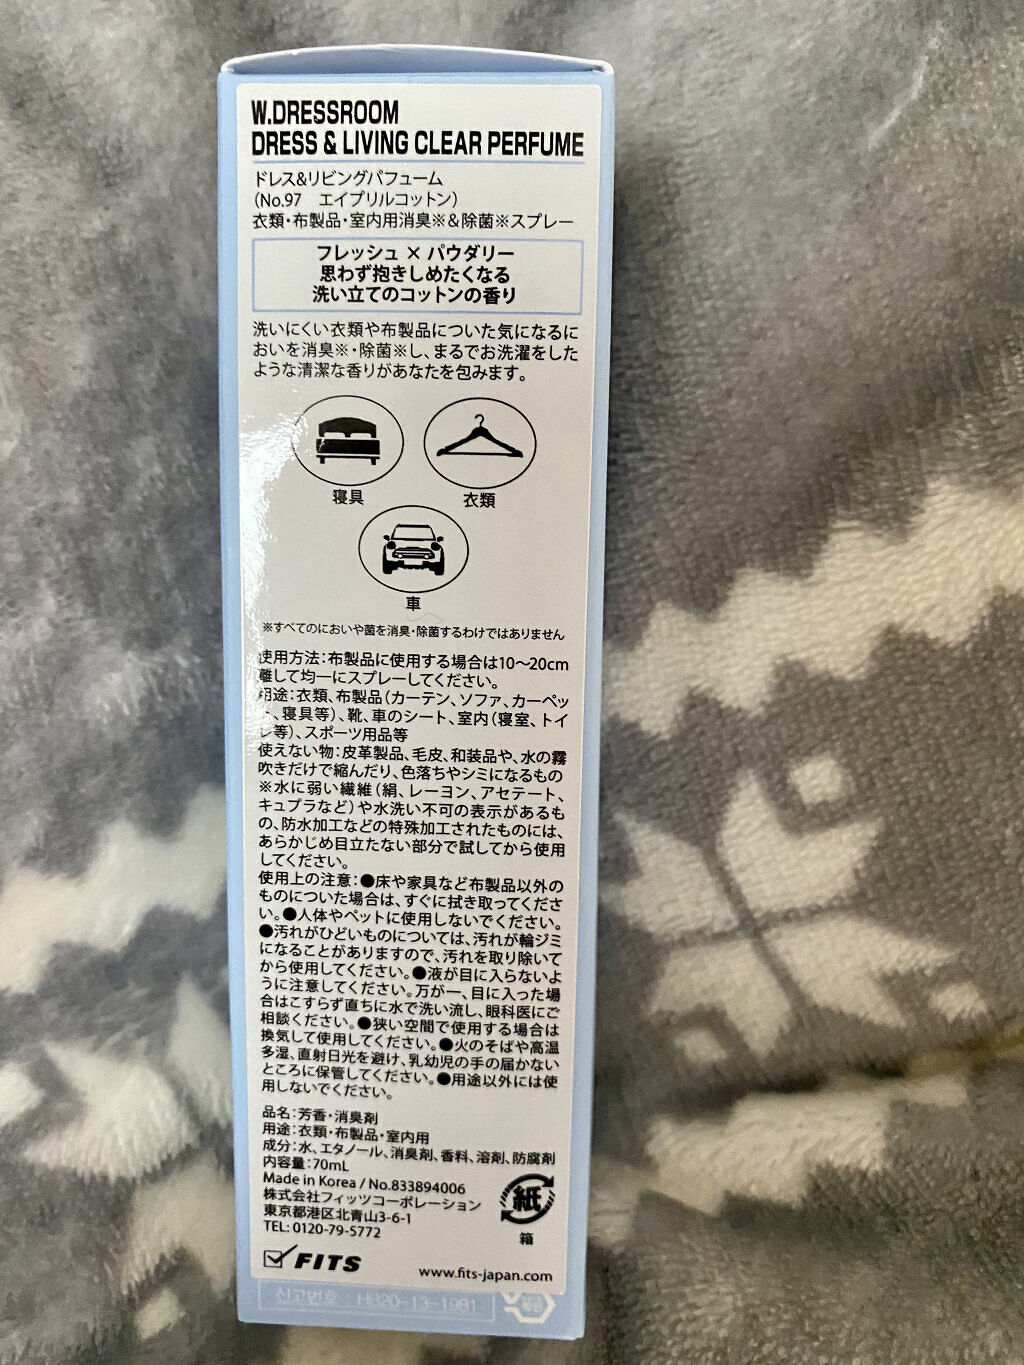 W.DRESSROOM
DRESS & LIVING CLEAR PERFUME
ドレス&リビングパフューム
（No.97　エイプリルコットン）
衣類・布製品・室内用消臭※&除菌※スプレー
フレッシュ × パウダリー
思わず抱きしめたくなる
洗い立てのコットンの香り
洗いにくい衣類や布製品についた気になるに
おいを消臭※・除菌※し、まるでお洗濯をした
ような清潔な香りがあなたを包みます。
寝具
衣類
車
※すべてのにおいや菌を消臭・除菌するわけではありません
使用方法：布製品に使用する場合は10〜20cm
離して均一にスプレーしてください。
用途：衣類、布製品（カーテン、ソファ、カーペッ
ト、寝具等）、靴、車のシート、室内（寝室、トイ
レ等）、スポーツ用品等
使えない物：皮革製品、毛皮、和装品や、水の霧
吹きだけで縮んだり、色落ちやシミになるもの
※水に弱い繊維（絹、レーヨン、アセテート、
キュプラなど）や水洗い不可の表示があるも
の、防水加工などの特殊加工されたものには、
あらかじめ目立たない部分で試してから使用
してください。
使用上の注意：●床や家具など布製品以外の
ものについた場合は、すぐに拭き取ってくださ
い。●人体やペットに使用しないでください。
●汚れがひどいものについては、汚れが輪ジミ
になることがありますので、汚れを取り除いて
から使用してください。●液が目に入らないよ
うに注意してください。万が一、目に入った場
合はこすらず直ちに水で洗い流し、眼科医にご
相談ください。●狭い空間で使用する場合は
換気して使用してください。●火のそばや高温
多湿、直射日光を避け、乳幼児の手の届かない
ところに保管してください。●用途以外には使
用しないでください。
品名：芳香・消臭剤
用途：衣類・布製品・室内用
成分：水、エタノール、消臭剤、香料、溶剤、防腐剤
内容量：70mL
Made in Korea / No.833894006
株式会社フィッツコーポレーション
東京都港区北青山3-6-1
TEL: 0120-79-5772
紙
箱
FITS
www.fits-japan.com
신고번호 : HB20-13-1981